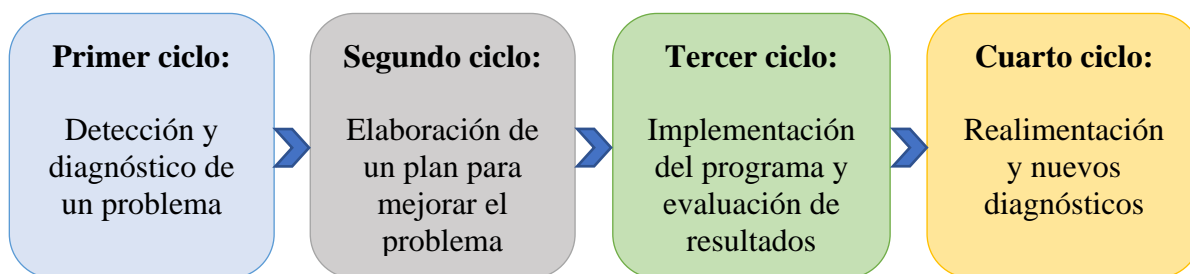 Primer ciclo:
Detección y
diagnóstico de
un problema
Segundo ciclo:
Elaboración de
un plan para
mejorar el
problema
Tercer ciclo:
Implementación
del programa y
evaluación de
resultados
Cuarto ciclo:
Realimentación
y nuevos
diagnósticos